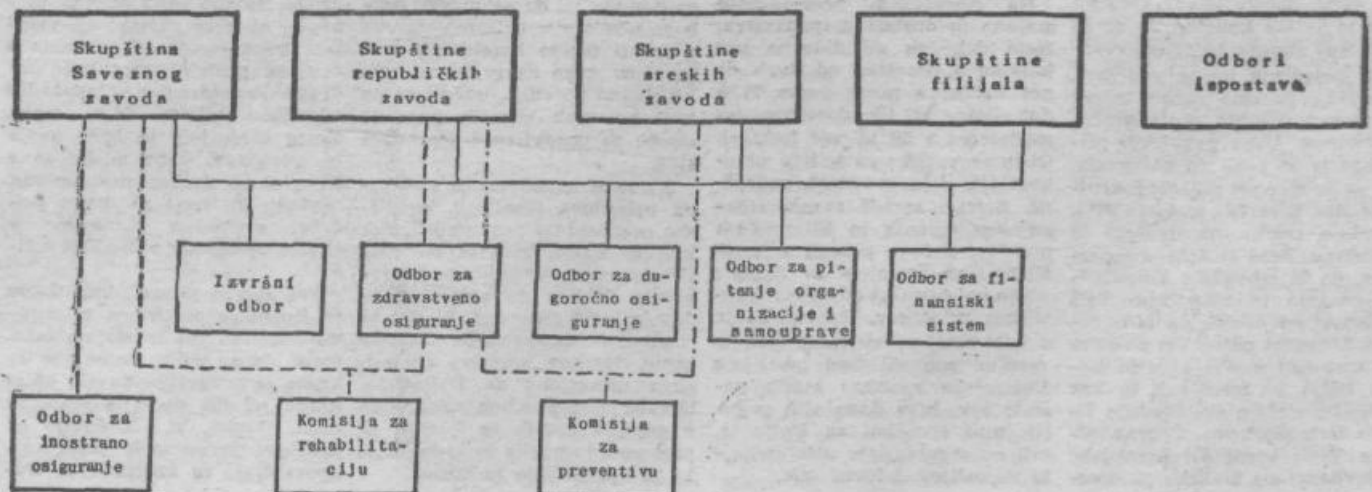 Skupština
Saveznog
zavoda
Skupštine
republičkih
zavoda
Skupštine
sreskih
zavoda
Skupštine
filijala
Odbori
ispostava
Izvršni
odbor
Odbor za
zdravstveno
osiguranje
Odbor za du-
goročno osi-
guranje
Odbor za pi-
tanje orga-
nizacije i
samouprave
Odbor za fi-
nansiski
sistem
Odbor za
inostrano
osiguranje
Komisija za
rehabilita-
ciju
Komisija
za
preventivu